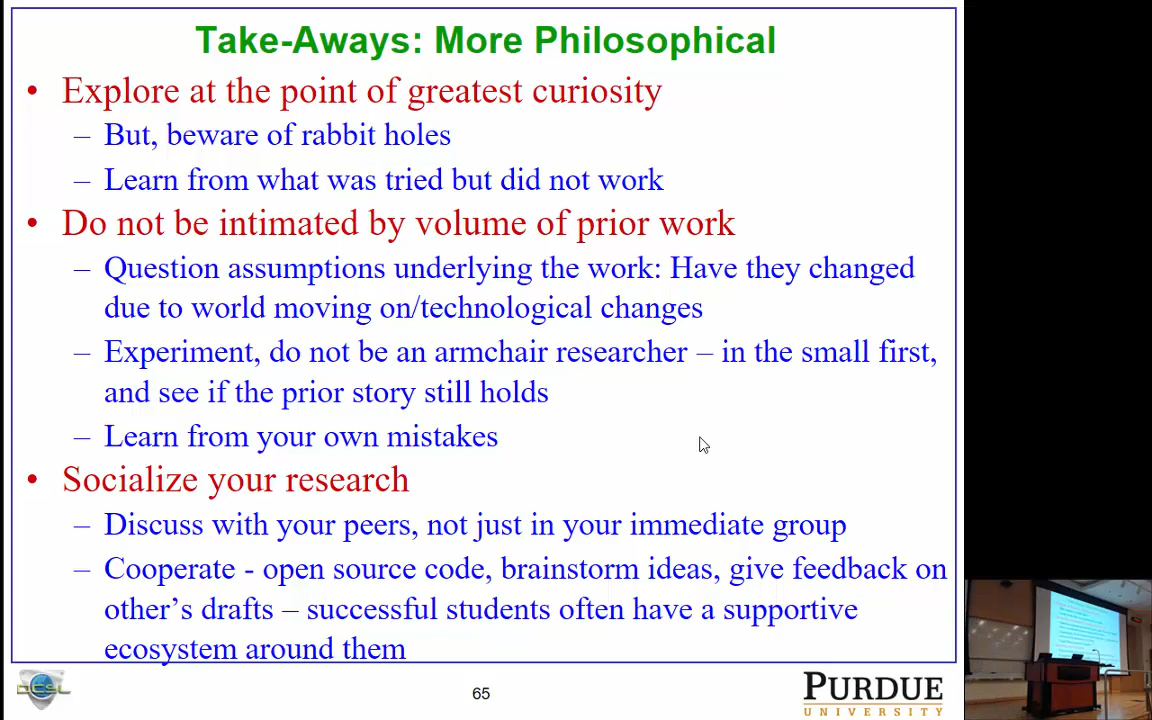 Take-Aways: More Philosophical
• Explore at the point of greatest curiosity
– But, beware of rabbit holes
– Learn from what was tried but did not work
• Do not be intimated by volume of prior work
– Question assumptions underlying the work: Have they changed
due to world moving on/technological changes
– Experiment, do not be an armchair researcher – in the small first,
and see if the prior story still holds
– Learn from your own mistakes
• Socialize your research
– Discuss with your peers, not just in your immediate group
– Cooperate - open source code, brainstorm ideas, give feedback on
other's drafts – successful students often have a supportive
ecosystem around them
DCSL
65
PURDUE
UNIVERSITY